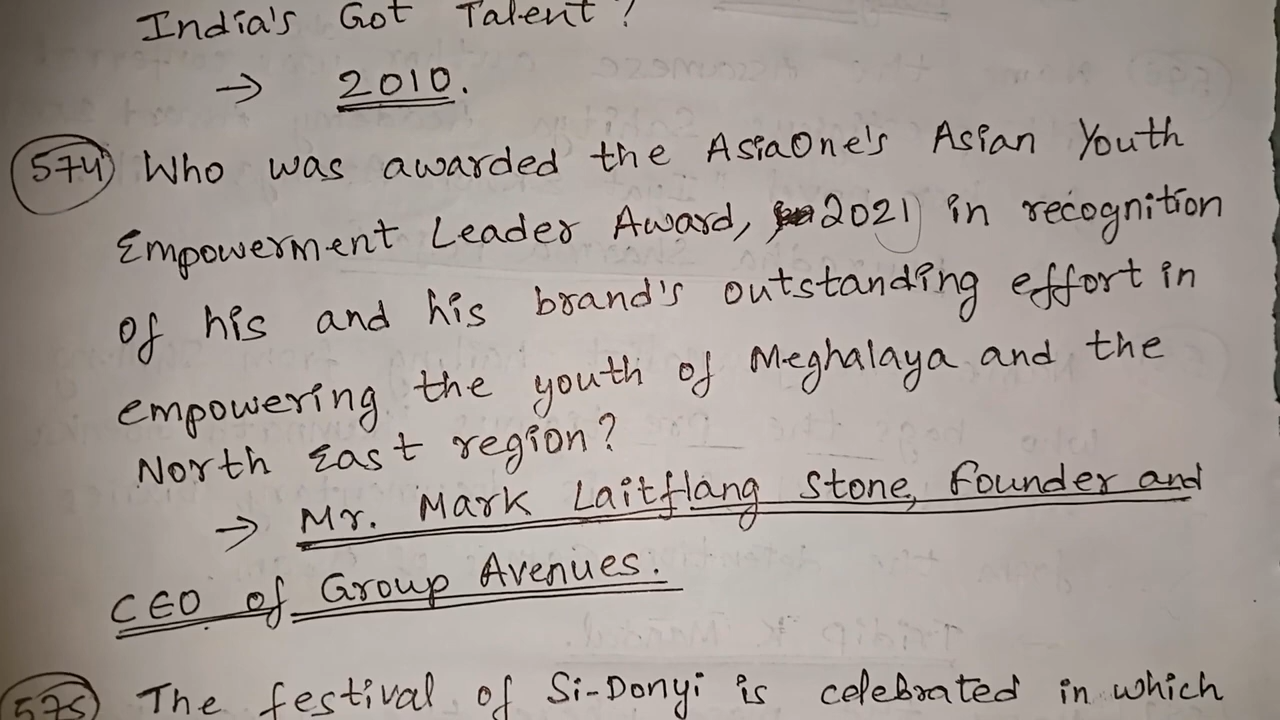 India's Got Talent?
→ 2010.
574 Who was awarded the AsiaOne's Asian Youth
Empowerment Leader Award, 2021 in recognition
of his and his brand's outstanding effort in
empowering the youth of Meghalaya and the
North East region?
→ Mr. Mark Laitflang Stone, Founder and
CEO of Group Avenues.
575 The festival of Si-Donyi is celebrated in which